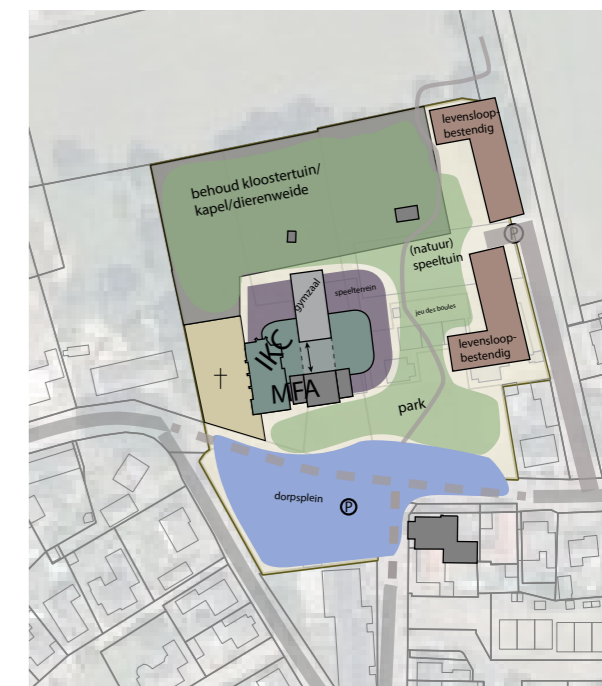 levensloop-
bestendig
behoud kloostertuin/
kapel/dierenweide
P
(natuur)
speeltuin
gymzaal
speelterrein
jeu des boules
IKC
levensloop-
bestendig
MFA
park
dorpsplein
P